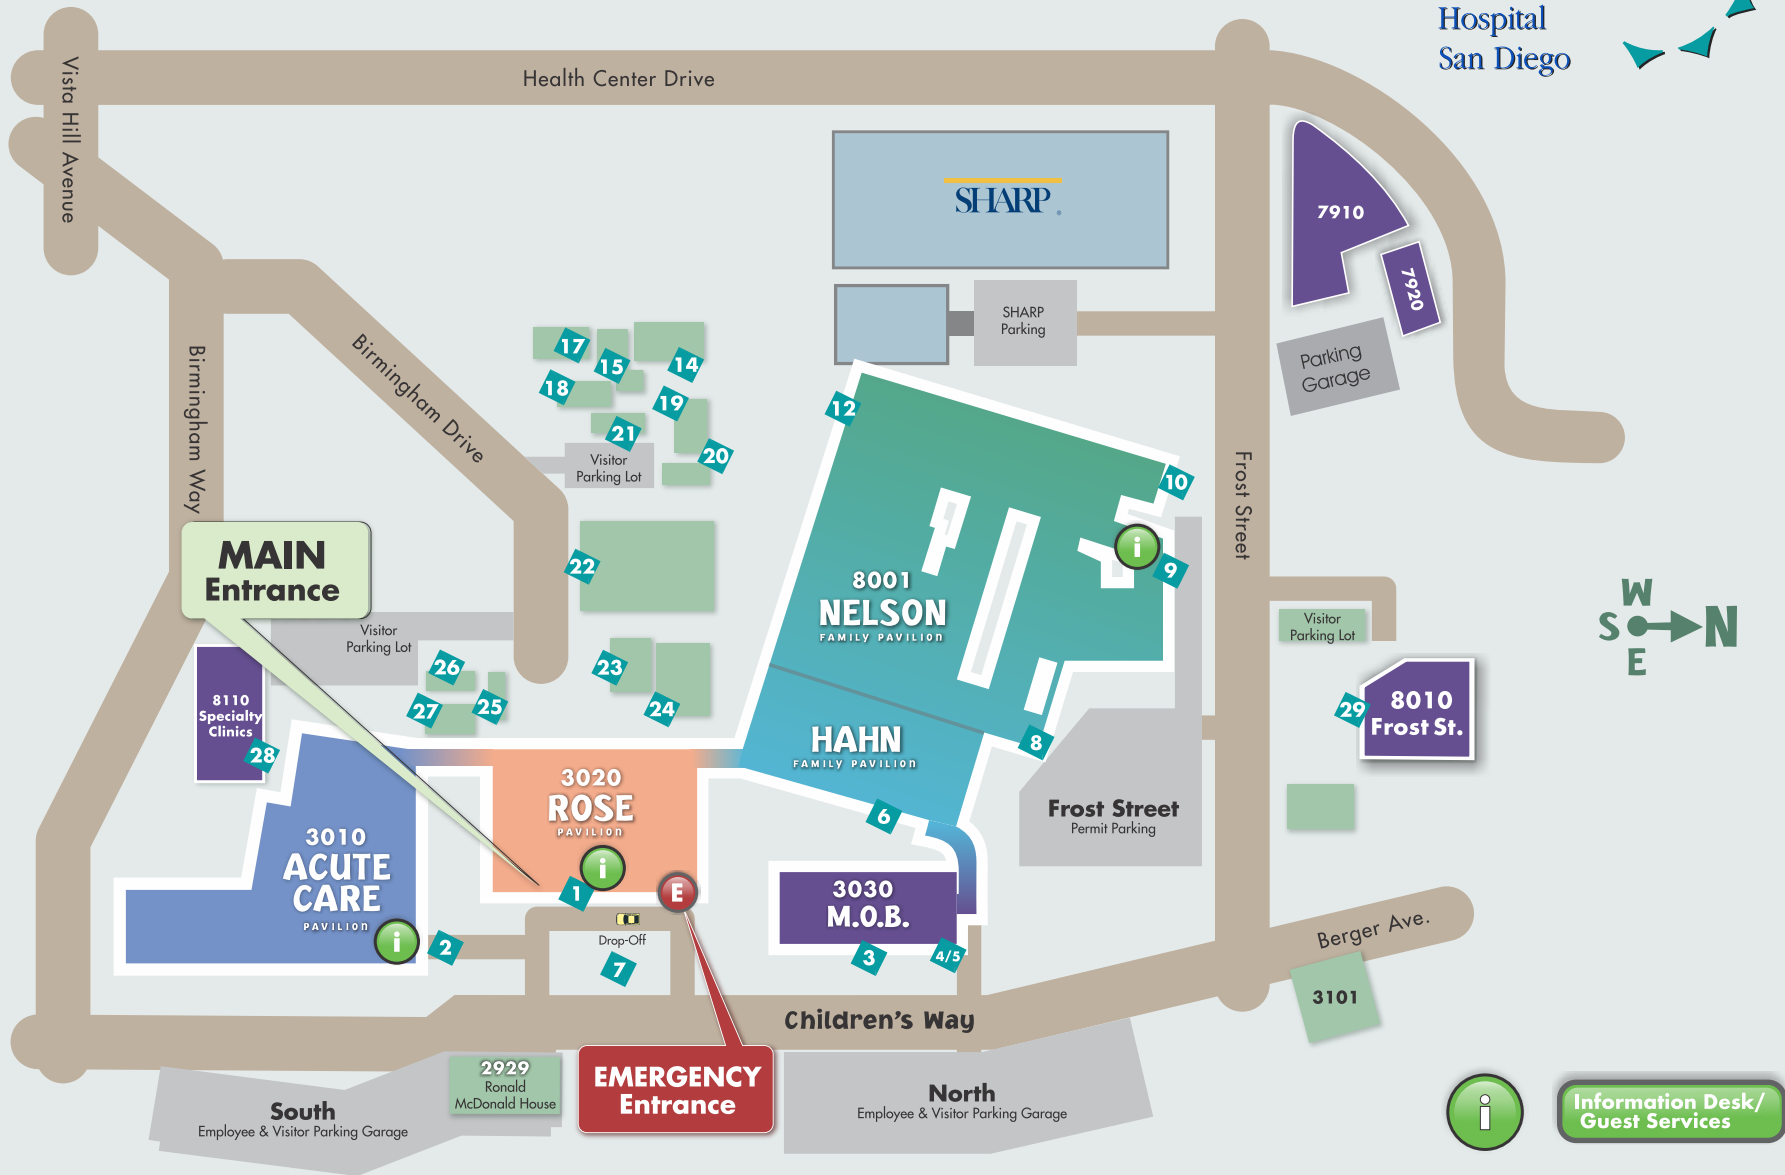 Hospital
San Diego
Health Center Drive
Vista Hill Avenue
SHARP
7910
7920
SHARP
Parking
Parking
Garage
Birmingham Way
Birmingham Drive
17
15
14
18
19
21
20
Visitor
Parking Lot
12
10
Frost Street
MAIN
Entrance
22
i
9
8001
NELSON
FAMILY PAVILION
W
S
N
E
Visitor
Parking Lot
Visitor
Parking Lot
26
27
25
23
24
8110
Specialty
Clinics
28
29
8010
Frost St.
HAHN
FAMILY PAVILION
8
6
3020
ROSE
PAVILION
i
1
E
Frost Street
Permit Parking
3010
ACUTE
CARE
PAVILION
i
2
Drop-Off
7
3030
M.O.B.
3
4/5
Berger Ave.
3101
Children's Way
2929
Ronald
McDonald House
EMERGENCY
Entrance
South
Employee & Visitor Parking Garage
North
Employee & Visitor Parking Garage
i
Information Desk/
Guest Services